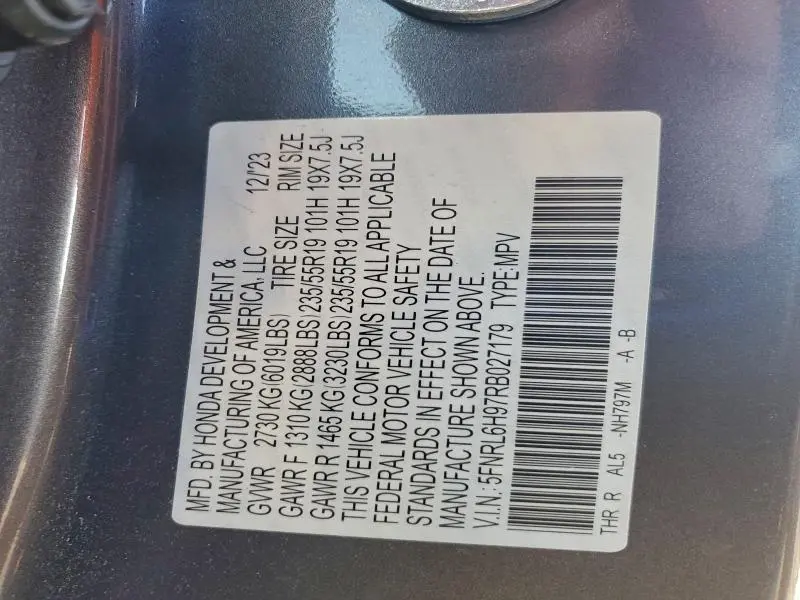 MFD. BY HONDA DEVELOPMENT &
MANUFACTURING OF AMERICA, LLC 12/'23
GVWR 2730 KG(6019LBS) TIRE SIZE RIM SIZE
GAWR F 1310 KG(2888LBS) 235/55R19 101H 19X7.5J
GAWR R 1465 KG(3230LBS) 235/55R19 101H 19X7.5J
THIS VEHICLE CONFORMS TO ALL APPLICABLE
FEDERAL MOTOR VEHICLE SAFETY
STANDARDS IN EFFECT ON THE DATE OF
MANUFACTURE SHOWN ABOVE.
V.I.N.: 5FNRL6H97RB027179 TYPE:MPV
THR R AL5 -NH797M -A -B